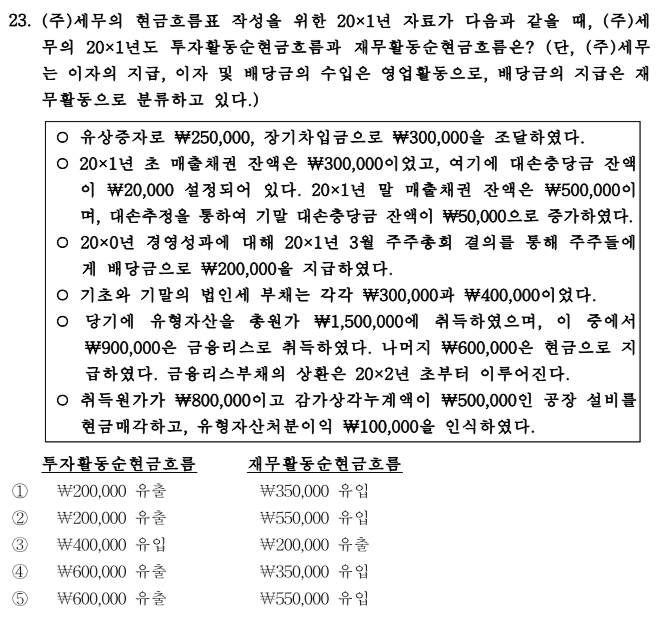 23. (주)세무의 현금흐름표 작성을 위한 20×1년 자료가 다음과 같을 때, (주)세
무의 20×1년도 투자활동순현금흐름과 재무활동순현금흐름은? (단, (주)세무
는 이자의 지급, 이자 및 배당금의 수입은 영업활동으로, 배당금의 지급은 재
무활동으로 분류하고 있다.)
○ 유상증자로 ₩250,000, 장기차입금으로 ₩300,000을 조달하였다.
○ 20×1년 초 매출채권 잔액은 ₩300,000이었고, 여기에 대손충당금 잔액
이 ₩20,000 설정되어 있다. 20×1년 말 매출채권 잔액은 ₩500,000이
며, 대손추정을 통하여 기말 대손충당금 잔액이 ₩50,000으로 증가하였다.
○ 20×0년 경영성과에 대해 20×1년 3월 주주총회 결의를 통해 주주들에
게 배당금으로 ₩200,000을 지급하였다.
○ 기초와 기말의 법인세 부채는 각각 ₩300,000과 ₩400,000이었다.
○ 당기에 유형자산을 총원가 ₩1,500,000에 취득하였으며, 이 중에서
₩900,000은 금융리스로 취득하였다. 나머지 ₩600,000은 현금으로 지
급하였다. 금융리스부채의 상환은 20×2년 초부터 이루어진다.
○ 취득원가가 ₩800,000이고 감가상각누계액이 ₩500,000인 공장 설비를
현금매각하고, 유형자산처분이익 ₩100,000을 인식하였다.
투자활동순현금흐름 재무활동순현금흐름
① ₩200,000 유출 ₩350,000 유입
② ₩200,000 유출 ₩550,000 유입
③ ₩400,000 유입 ₩200,000 유출
④ ₩600,000 유출 ₩350,000 유입
⑤ ₩600,000 유출 ₩550,000 유입